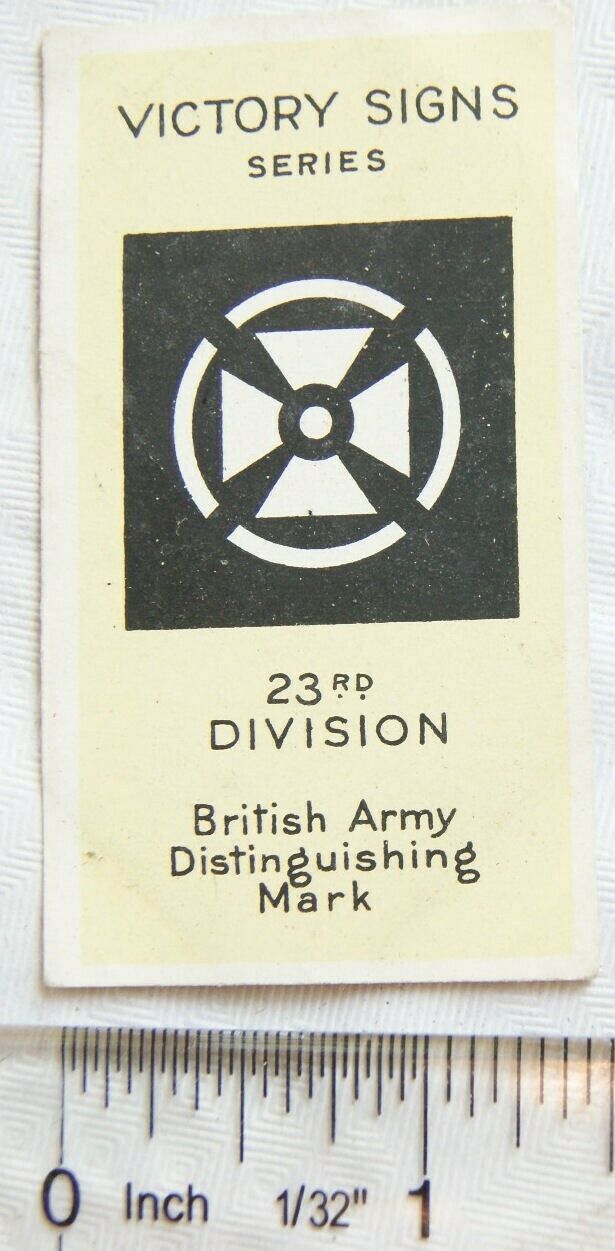 VICTORY SIGNS
SERIES
23RD
DIVISION
British Army
Distinguishing
Mark
0 Inch 1/32" 1